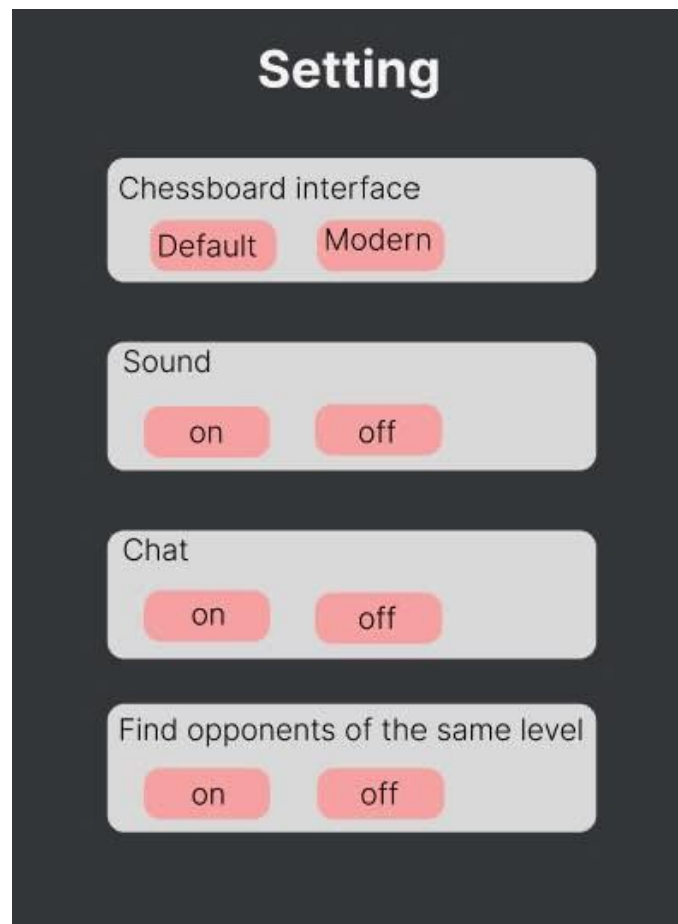 Setting
Chessboard interface
Default Modern
Sound
on off
Chat
on off
Find opponents of the same level
on off